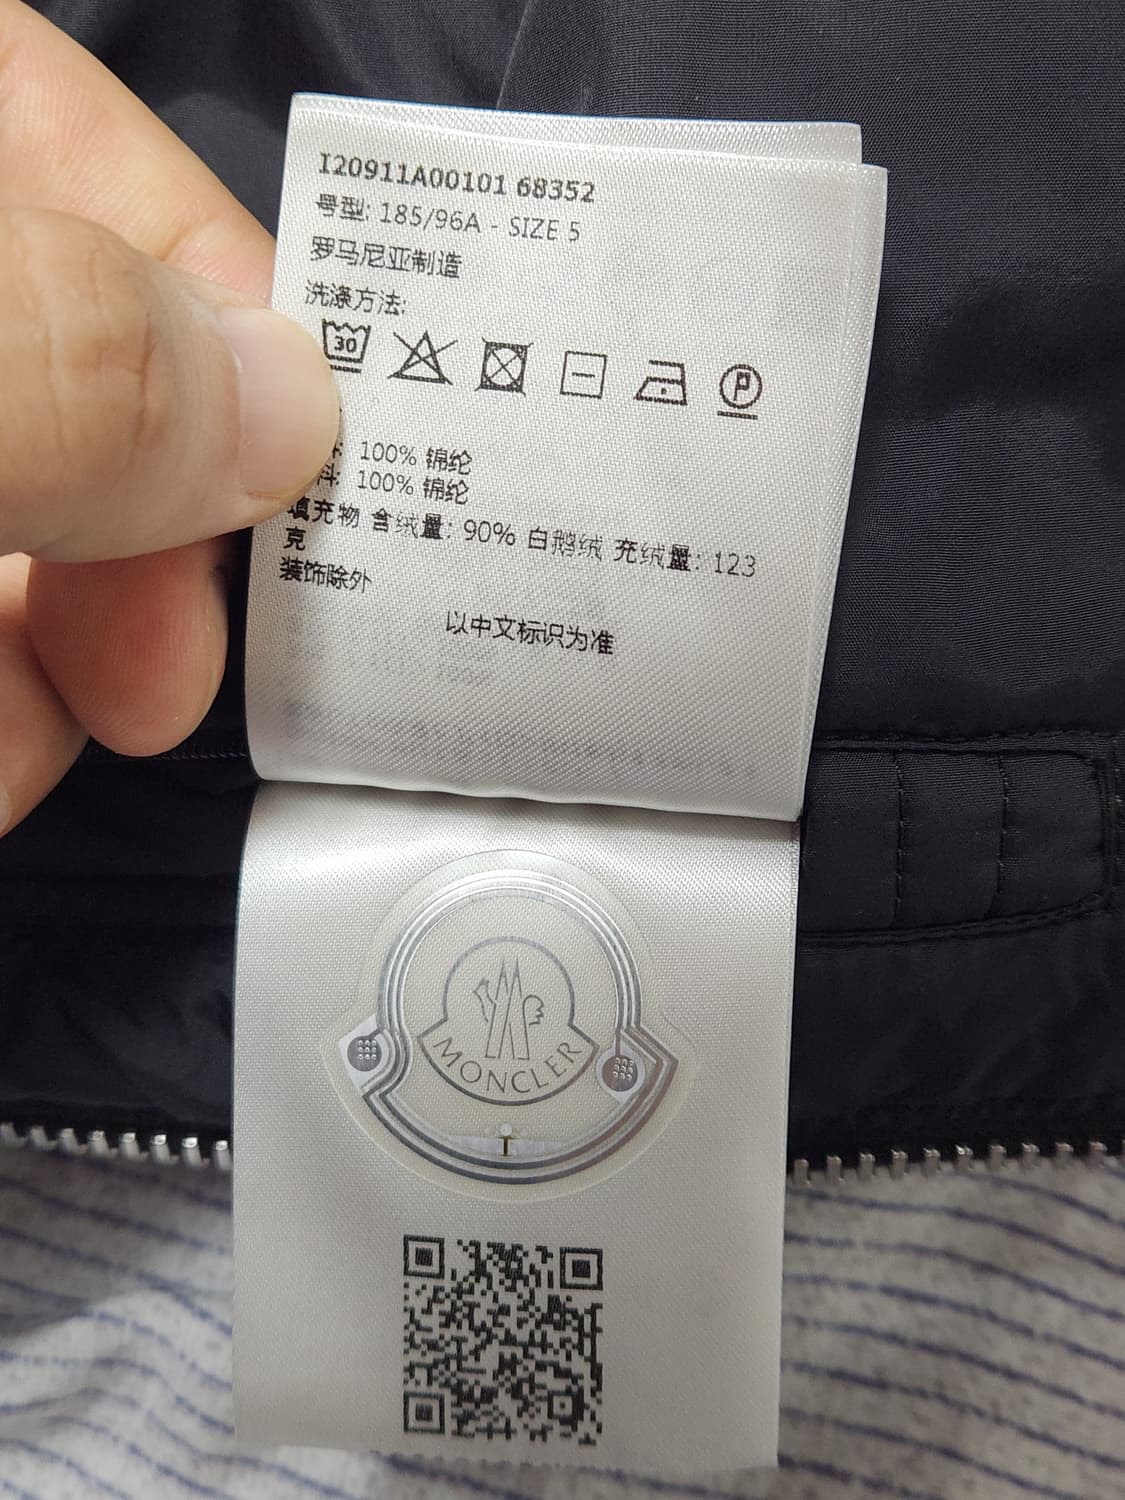 I20911A00101 68352
号型: 185/96A - SIZE 5
罗马尼亚制造
洗涤方法:
30
P
100% 锦纶
料: 100% 锦纶
填充物 含绒量: 90% 白鹅绒 充绒量: 123
克
装饰除外
以中文标识为准
MONCLER